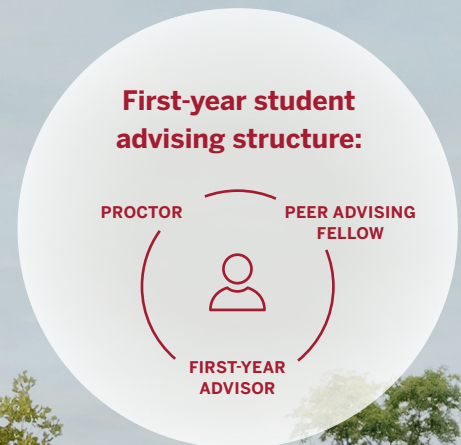 First-year student
advising structure:
PROCTOR
PEER ADVISING
FELLOW
FIRST-YEAR
ADVISOR